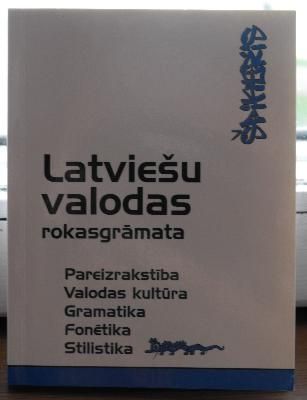 Latviešu
valodas
rokasgrāmata
Pareizrakstība
Valodas kultūra
Gramatika
Fonētika
Stilistika